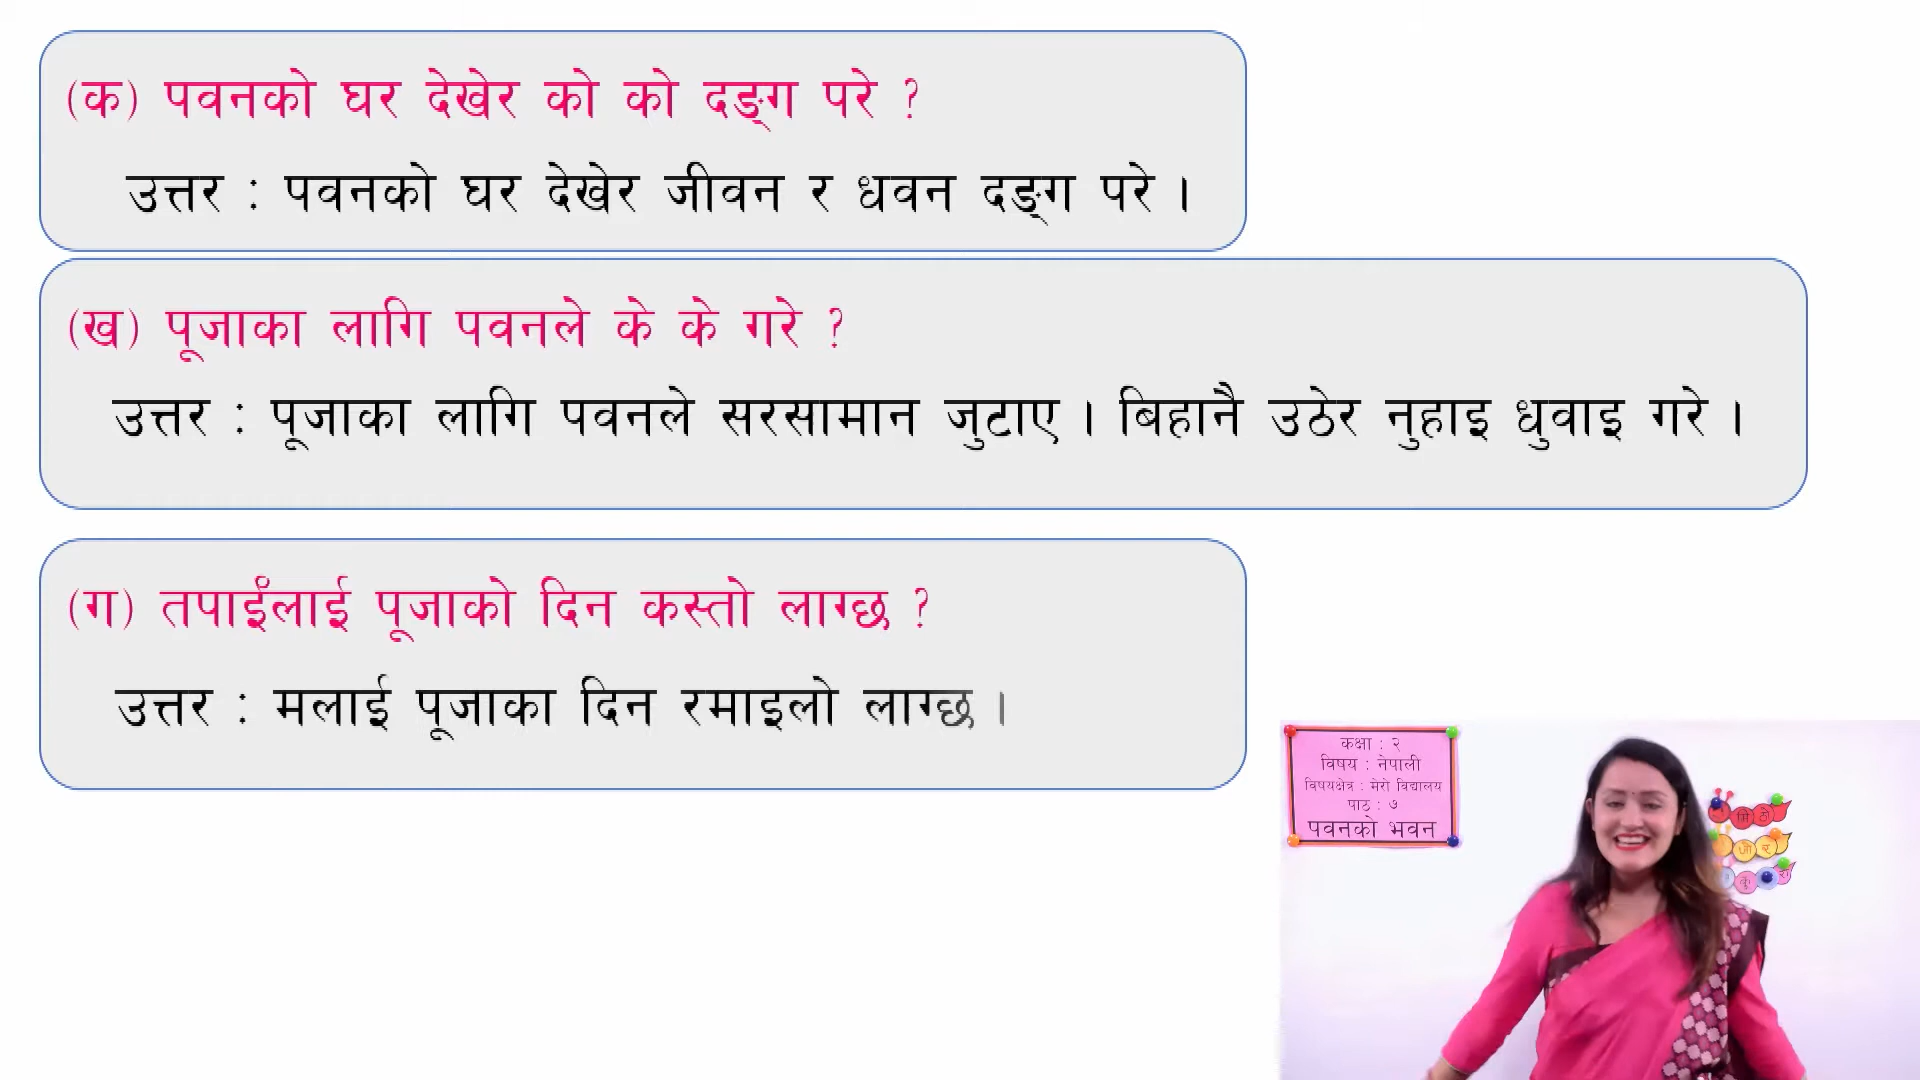 (क) पवनको घर देखेर को को दङ्ग परे ?
उत्तर : पवनको घर देखेर जीवन र धवन दङ्ग परे ।
(ख) पूजाका लागि पवनले के के गरे ?
उत्तर : पूजाका लागि पवनले सरसामान जुटाए । बिहानै उठेर नुहाइ धुवाइ गरे ।
(ग) तपाईंलाई पूजाको दिन कस्तो लाग्छ ?
उत्तर : मलाई पूजाका दिन रमाइलो लाग्छ ।
कक्षा : २
विषय : नेपाली
विषयक्षेत्र : मेरो विद्यालय
पाठ : ७
पवनको भवन
मि ठो
जो र